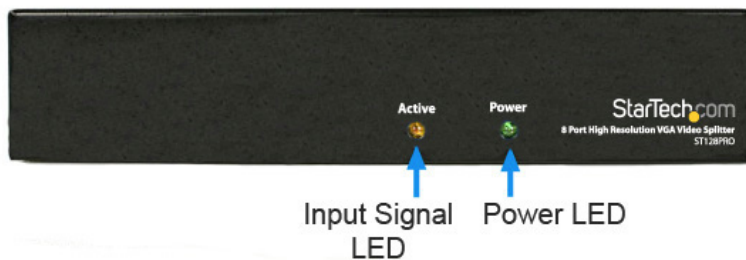 Active Power
StarTech.com
8 Port High Resolution VGA Video Splitter
ST128PRO
Input Signal LED
Power LED